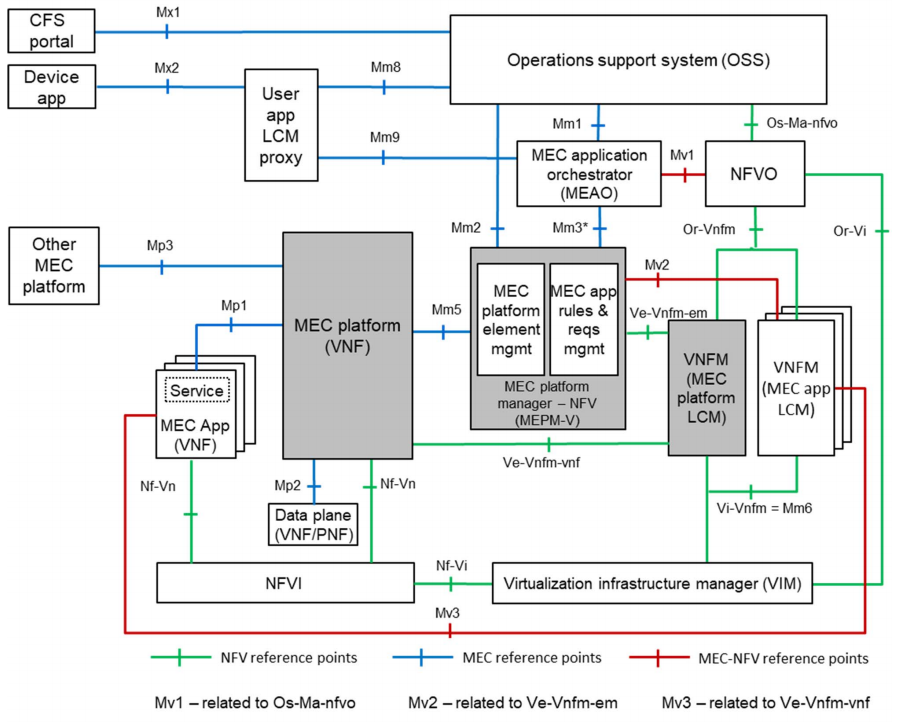 CFS
portal
Mx1
Operations support system (OSS)
Device
app
Mx2
User
app
LCM
proxy
Mm8
Mm9
Mm1
Os-Ma-nfvo
MEC application
orchestrator
(MEAO)
Mv1
NFVO
Other
MEC
platform
Mp3
Mm2
Mm3*
Or-Vnfm
Or-Vi
Mp1
MEC platform
(VNF)
Mm5
MEC
platform
element
mgmt
MEC app
rules &
reqs
mgmt
MEC platform
manager – NFV
(MEPM-V)
Mv2
Ve-Vnfm-em
VNFM
(MEC
platform
LCM)
VNFM
(MEC app
LCM)
Service
MEC App
(VNF)
Ve-Vnfm-vnf
Nf-Vn
Mp2
Nf-Vn
Data plane
(VNF/PNF)
Vi-Vnfm = Mm6
NFVI
Nf-Vi
Virtualization infrastructure manager (VIM)
Mv3
NFV reference points
MEC reference points
MEC-NFV reference points
Mv1 – related to Os-Ma-nfvo
Mv2 – related to Ve-Vnfm-em
Mv3 – related to Ve-Vnfm-vnf